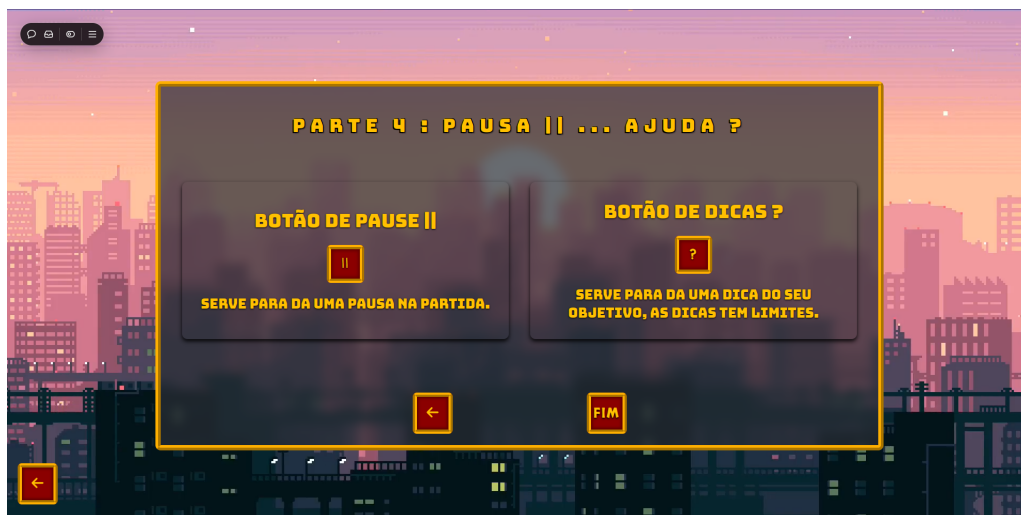 PARTE 4 : PAUSA || ... AJUDA ?
BOTÃO DE PAUSE ||
||
SERVE PARA DA UMA PAUSA NA PARTIDA.
BOTÃO DE DICAS ?
?
SERVE PARA DA UMA DICA DO SEU
OBJETIVO, AS DICAS TEM LIMITES.
←
FIM
←